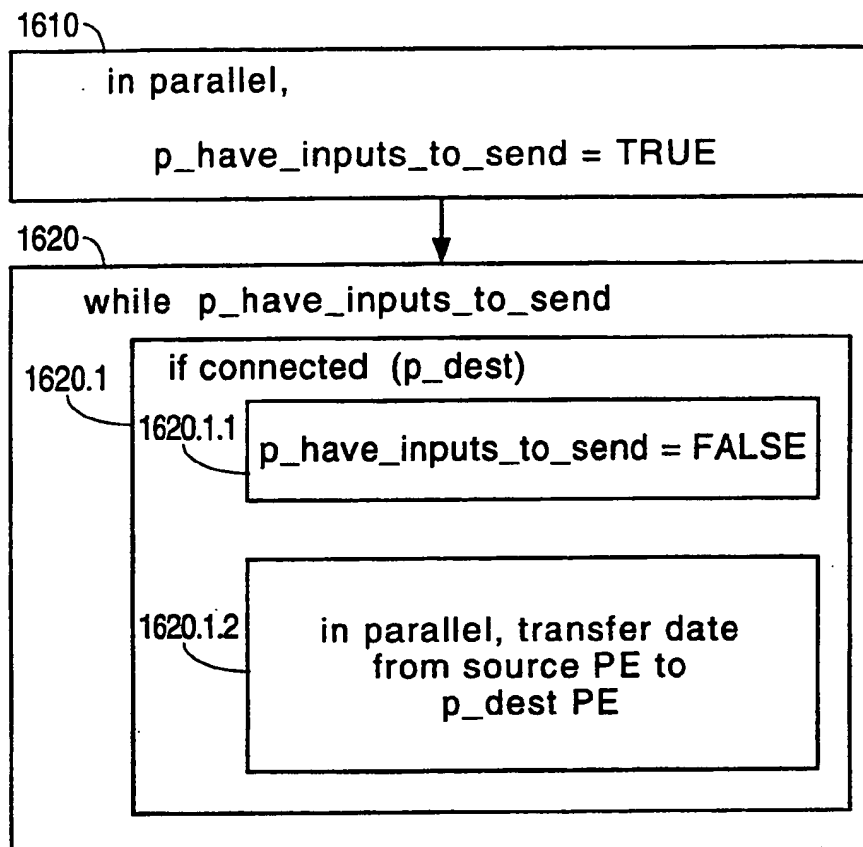 1610
in parallel,
p_have_inputs_to_send = TRUE
1620
while p_have_inputs_to_send
1620.1
if connected (p_dest)
1620.1.1
p_have_inputs_to_send = FALSE
1620.1.2
in parallel, transfer date
from source PE to
p_dest PE